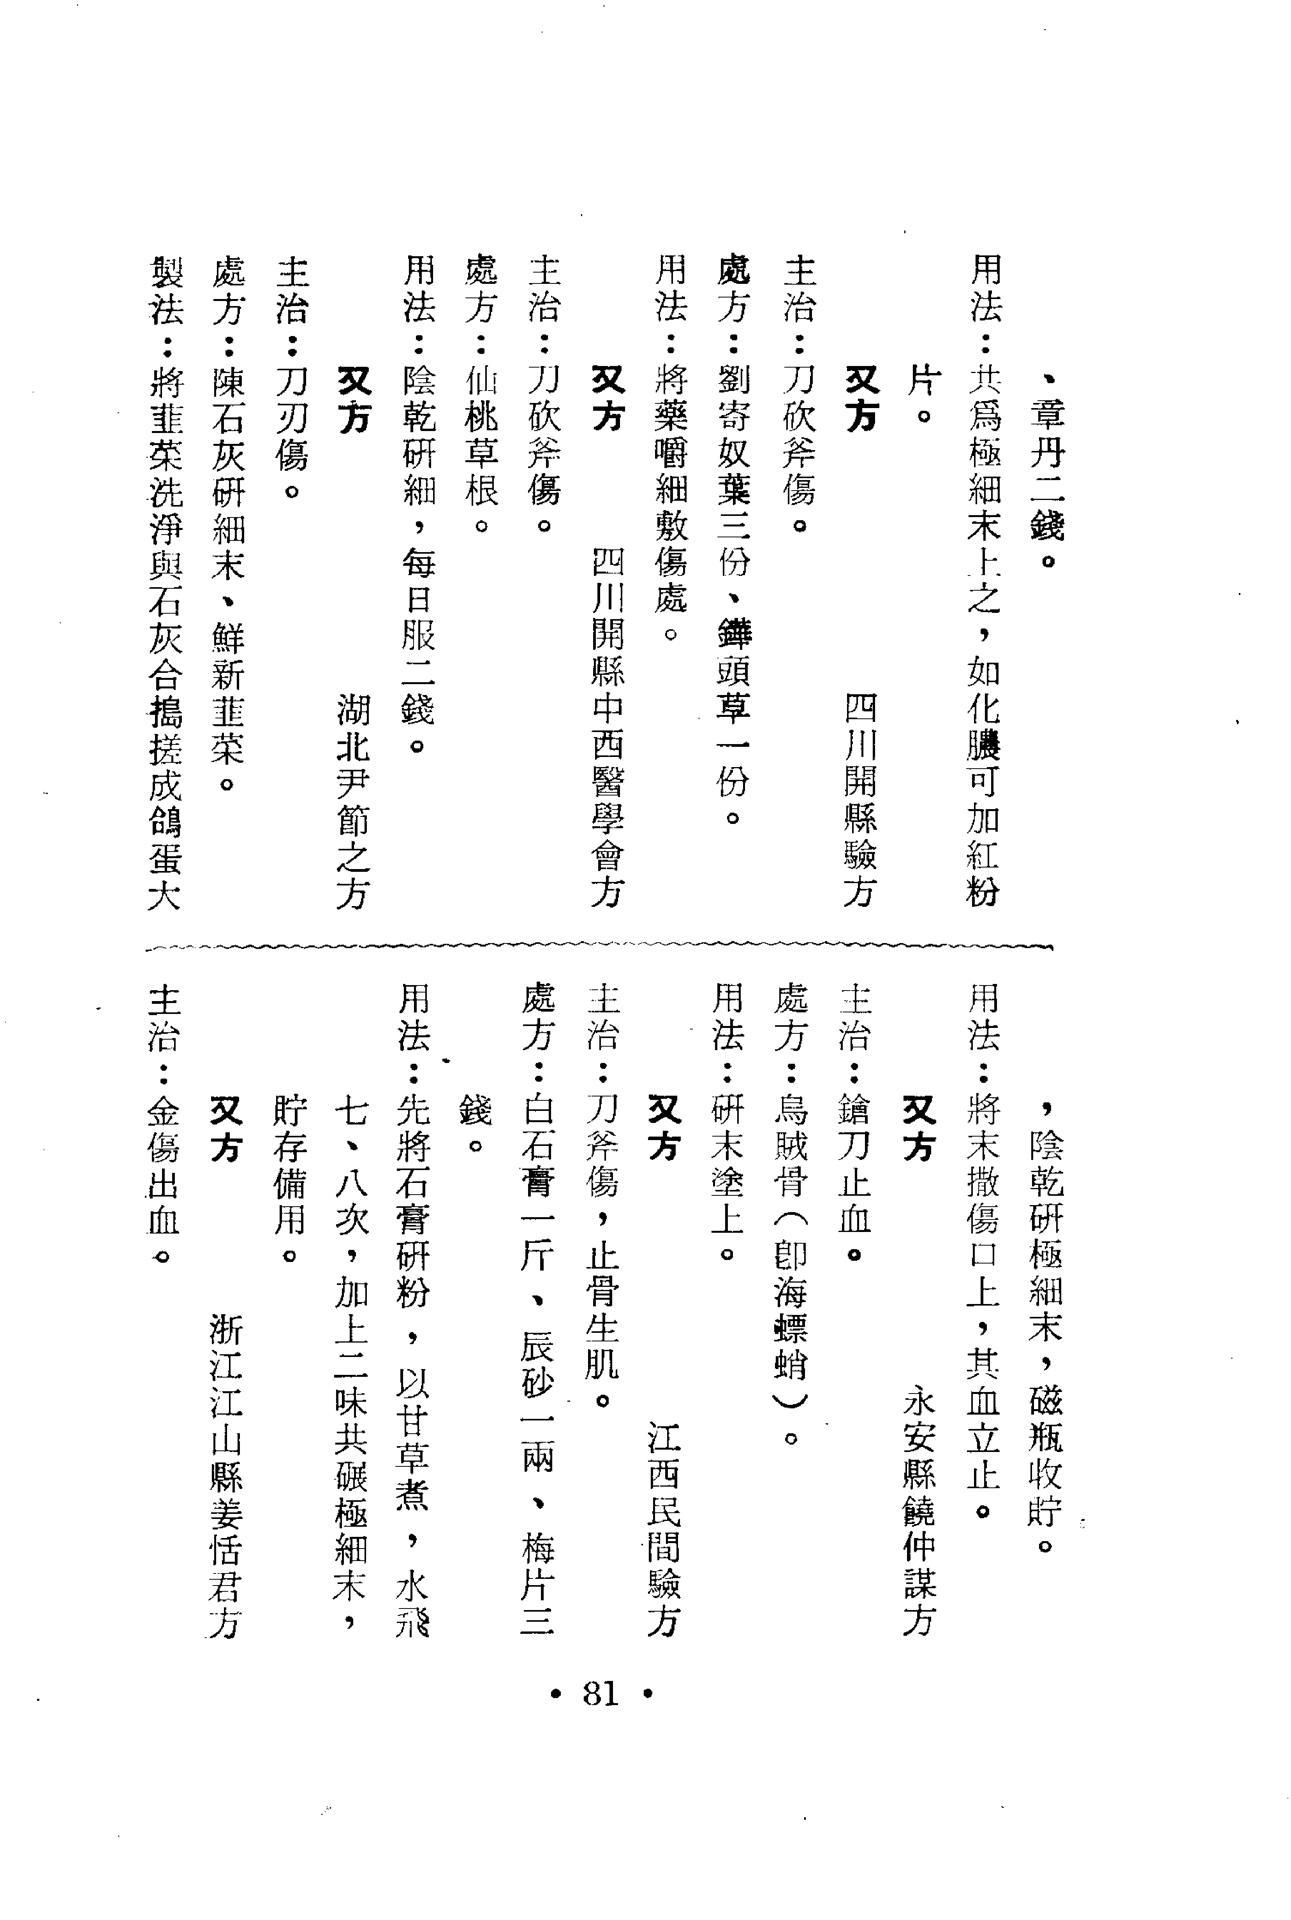 、章丹二錢。
用法：共爲極細末上之，如化膿可加紅粉
片。
又方　四川開縣驗方
主治：刀砍斧傷。
處方：劉寄奴葉三份、鏵頭草一份。
用法：將藥嚼細敷傷處。
又方　四川開縣中西醫學會方
主治：刀砍斧傷。
處方：仙桃草根。
用法：陰乾研細，每日服二錢。
又方　湖北尹節之方
主治：刀刃傷。
處方：陳石灰研細末、鮮新韮菜。
製法：將韮菜洗淨與石灰合搗搓成鴿蛋大
，陰乾研極細末，磁瓶收貯。
用法：將末撒傷口上，其血立止。
又方　永安縣饒仲謀方
主治：鎗刀止血。
處方：烏賊骨（卽海螵蛸）。
用法：研末塗上。
又方　江西民間驗方
主治：刀斧傷，止骨生肌。
處方：白石膏一斤、辰砂一兩、梅片三
錢。
用法：先將石膏研粉，以甘草煮，水飛
七、八次，加上二味共碾極細末，
貯存備用。
又方　浙江江山縣姜恬君方
主治：金傷出血。
• 81 •